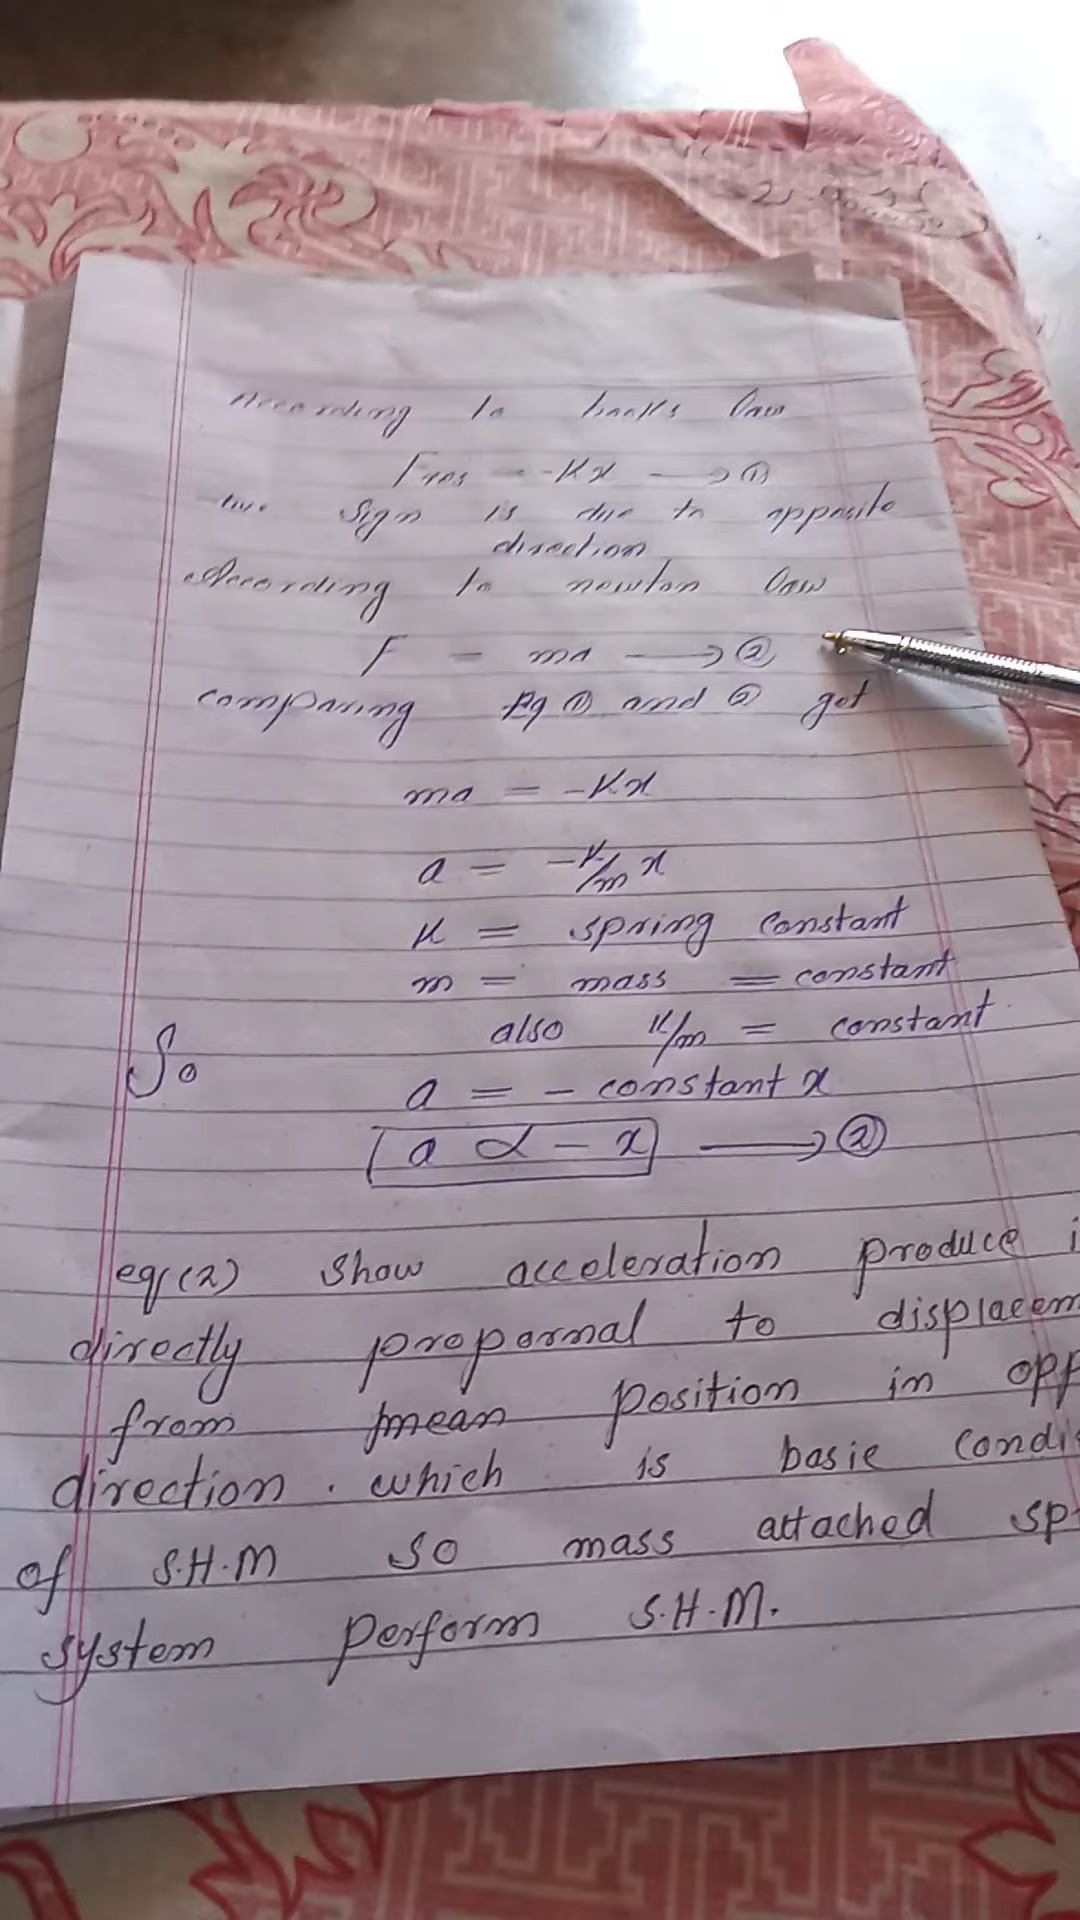 According to hooks law
Fres = -Kx → ①
-ive sign is due to opposite
direction
According to newton law
F = ma → ②
comparing Eq ① and ② get
ma = -Kx
a = -K/m x
K = spring constant
m = mass = constant
also K/m = constant
So a = - constant x
a α - x → ②
eq(2) show acceleration produce i
directly propornal to displacem
from mean position in opp
direction. which is basic condi
of S.H.M so mass attached sp
system perform S.H.M.